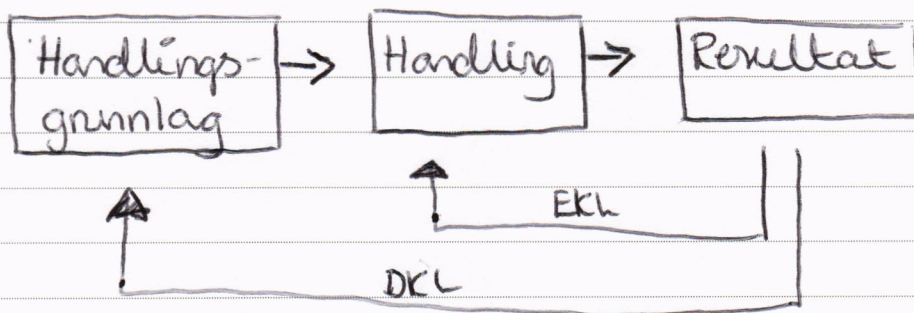 Handlings-
grunnlag
Handling
Resultat
EKL
DKL